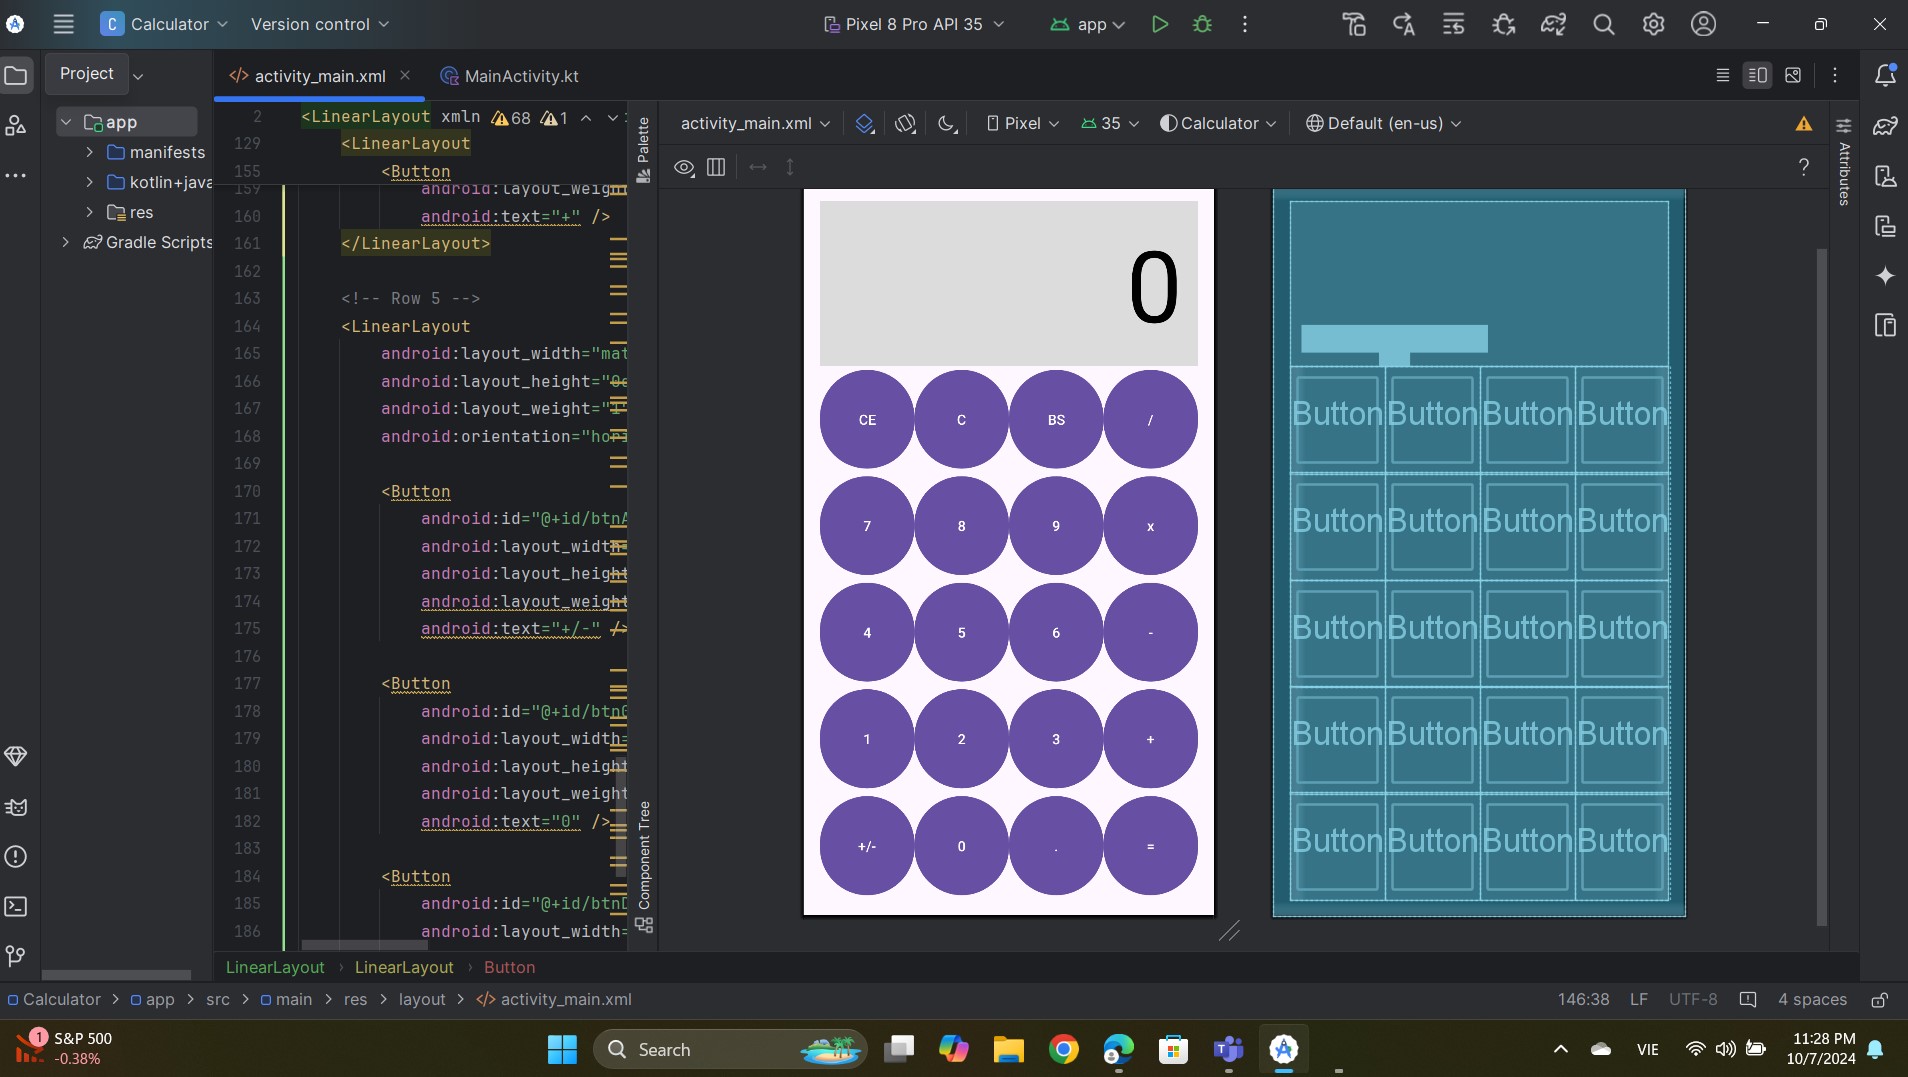 C Calculator Version control Pixel 8 Pro API 35 app
Project activity_main.xml MainActivity.kt
app
manifests
kotlin+java
res
Gradle Scripts
2 <LinearLayout xmln 68 1
129 <LinearLayout
155 <Button
159 android:layout_weig
160 android:text="+" />
161 </LinearLayout>
162
163 <!-- Row 5 -->
164 <LinearLayout
165 android:layout_width="mat
166 android:layout_height="0d
167 android:layout_weight="1"
168 android:orientation="hori
169
170 <Button
171 android:id="@+id/btnA
172 android:layout_width=
173 android:layout_height
174 android:layout_weight
175 android:text="+/-" />
176
177 <Button
178 android:id="@+id/btn0
179 android:layout_width=
180 android:layout_height
181 android:layout_weight
182 android:text="0" />
183
184 <Button
185 android:id="@+id/btnD
186 android:layout_width=
Palette
Component Tree
activity_main.xml Pixel 35 Calculator Default (en-us)
?
Attributes
0
CE C BS /
7 8 9 x
4 5 6 -
1 2 3 +
+/- 0 . =
Button Button Button Button
Button Button Button Button
Button Button Button Button
Button Button Button Button
Button Button Button Button
LinearLayout › LinearLayout › Button
Calculator > app > src > main > res > layout > activity_main.xml 146:38 LF UTF-8 4 spaces
1 S&P 500
-0.38%
Search
VIE
11:28 PM
10/7/2024